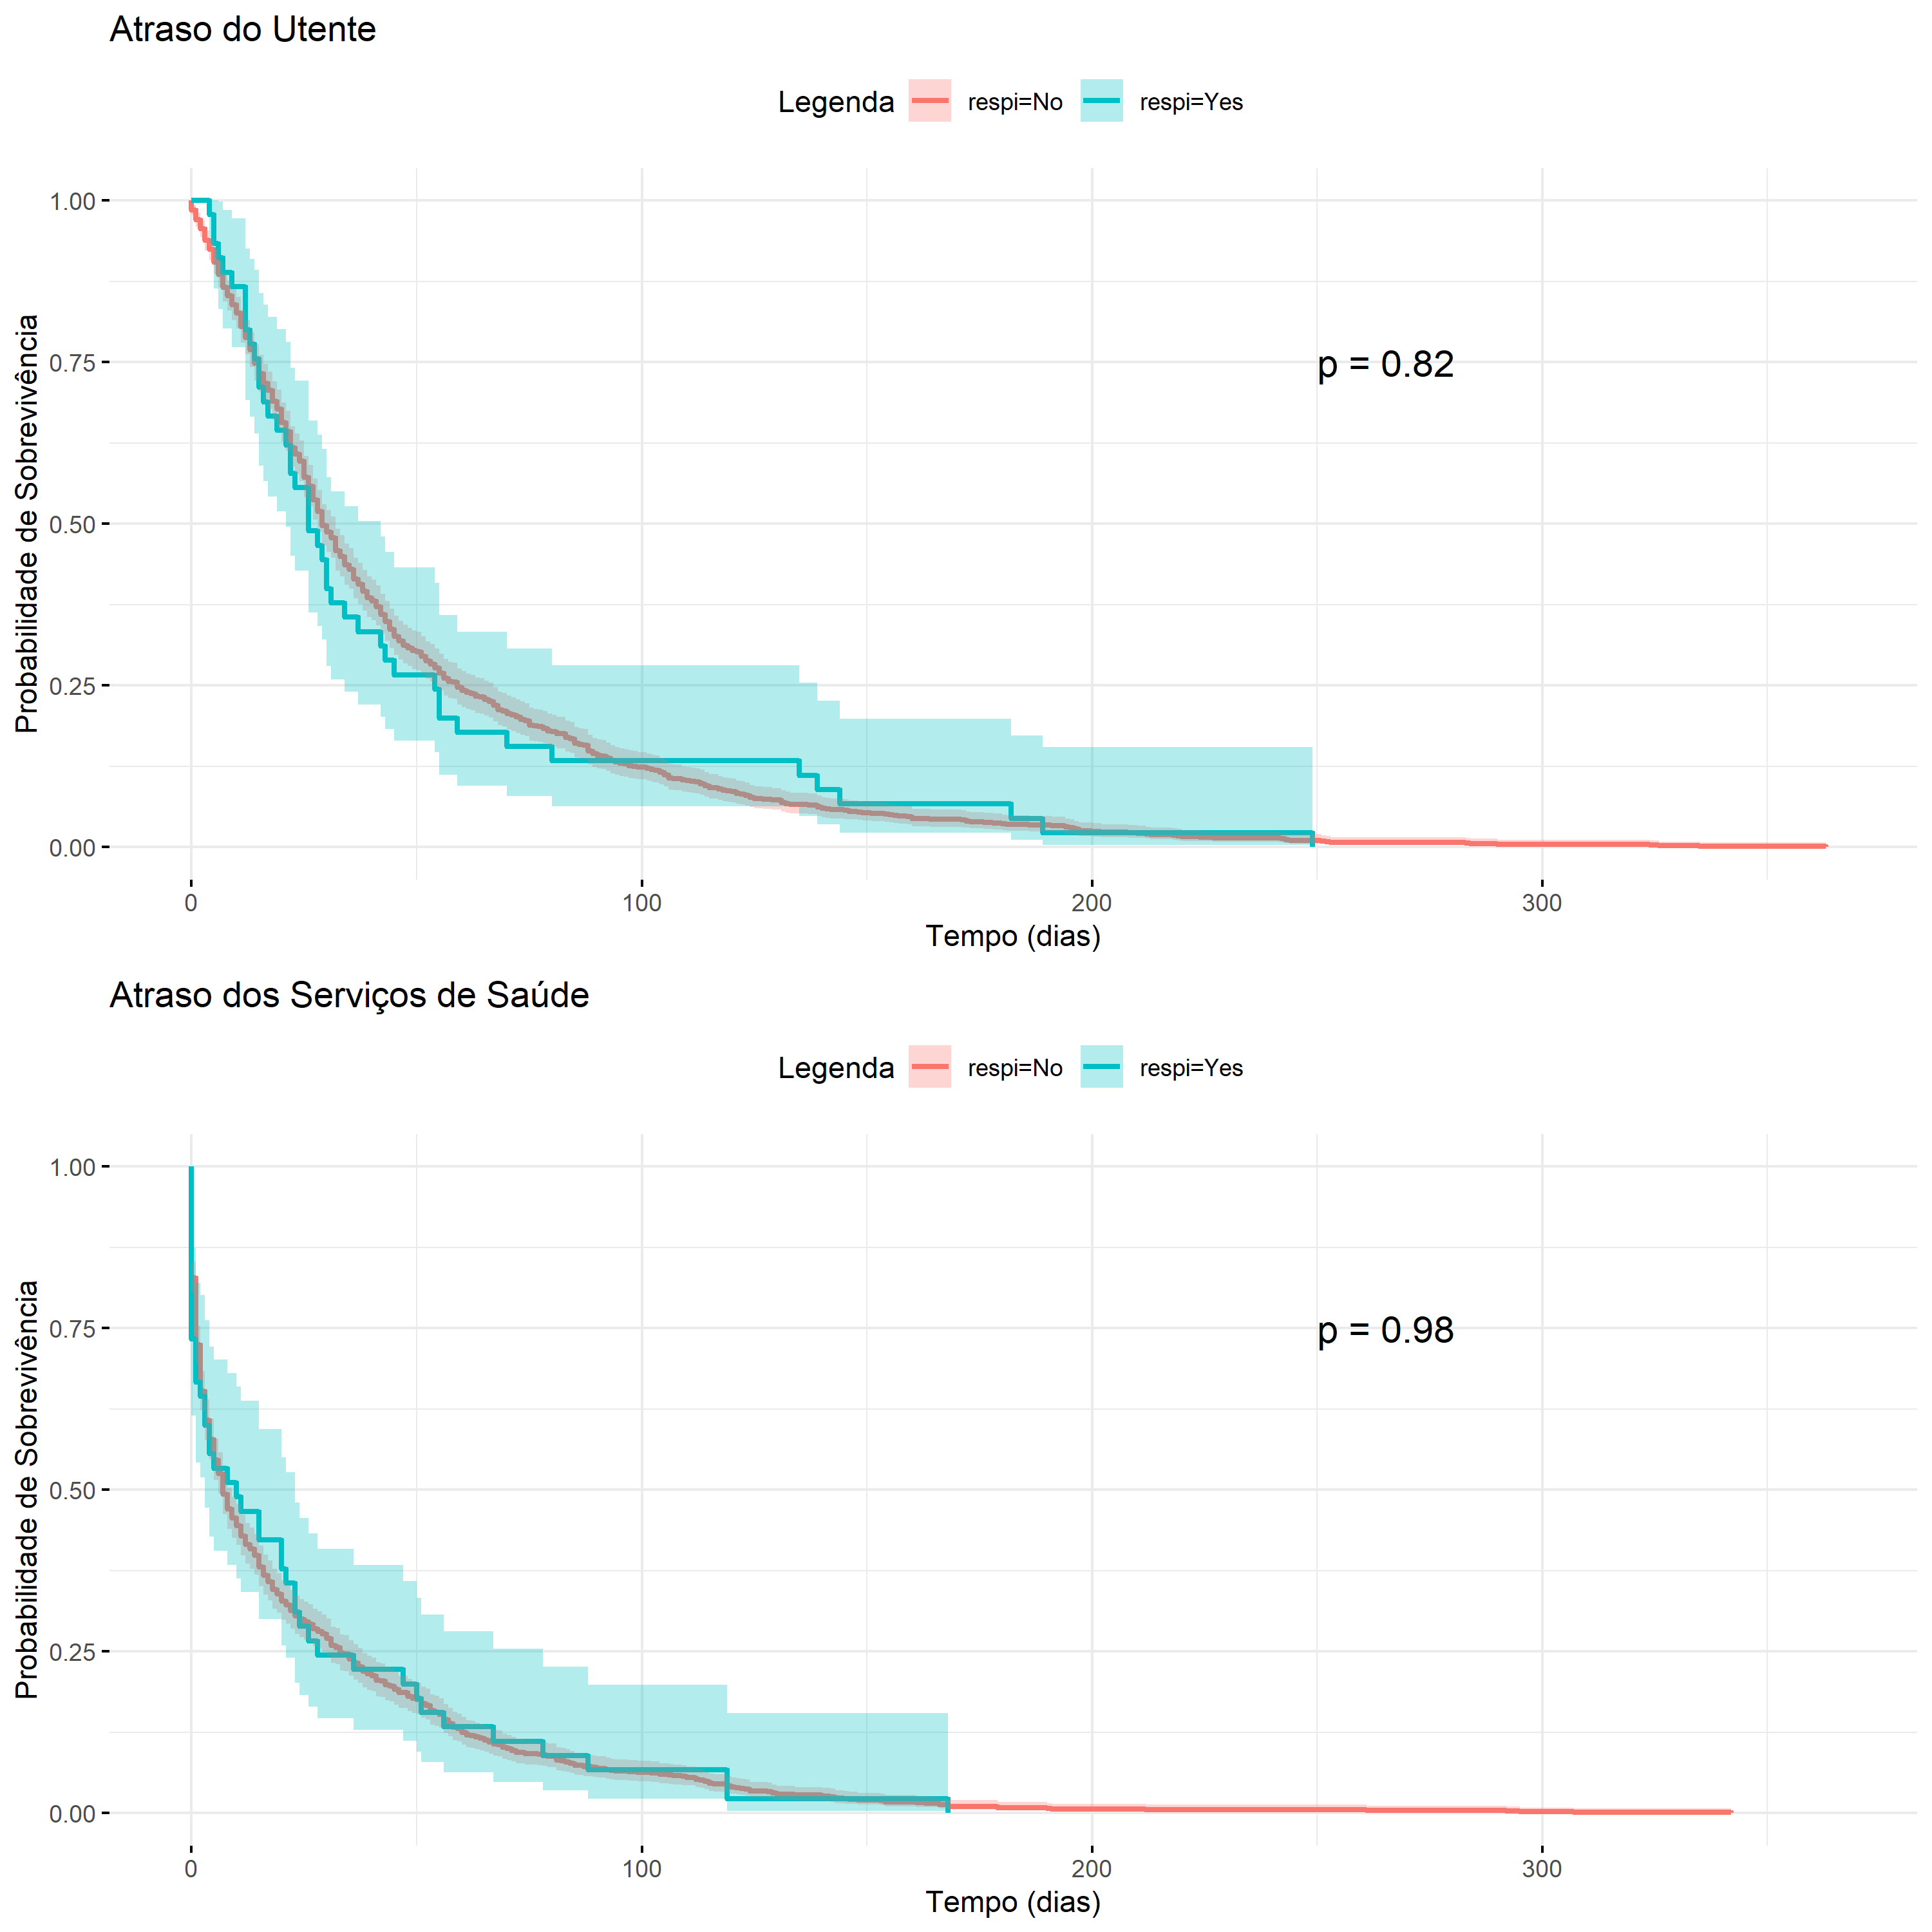 Atraso do Utente
Legenda respi=No respi=Yes
Probabilidade de Sobrevivência
1.00
0.75
0.50
0.25
0.00
p = 0.82
0 100 200 300
Tempo (dias)
Atraso dos Serviços de Saúde
Legenda respi=No respi=Yes
Probabilidade de Sobrevivência
1.00
0.75
0.50
0.25
0.00
p = 0.98
0 100 200 300
Tempo (dias)